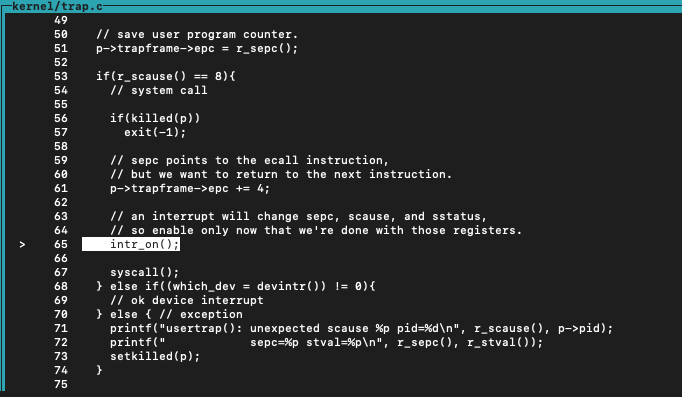 kernel/trap.c
49
50 // save user program counter.
51 p->trapframe->epc = r_sepc();
52
53 if(r_scause() == 8){
54 // system call
55
56 if(killed(p))
57 exit(-1);
58
59 // sepc points to the ecall instruction,
60 // but we want to return to the next instruction.
61 p->trapframe->epc += 4;
62
63 // an interrupt will change sepc, scause, and sstatus,
64 // so enable only now that we're done with those registers.
> 65 intr_on();
66
67 syscall();
68 } else if((which_dev = devintr()) != 0){
69 // ok device interrupt
70 } else { // exception
71 printf("usertrap(): unexpected scause %p pid=%d\n", r_scause(), p->pid);
72 printf("            sepc=%p stval=%p\n", r_sepc(), r_stval());
73 setkilled(p);
74 }
75